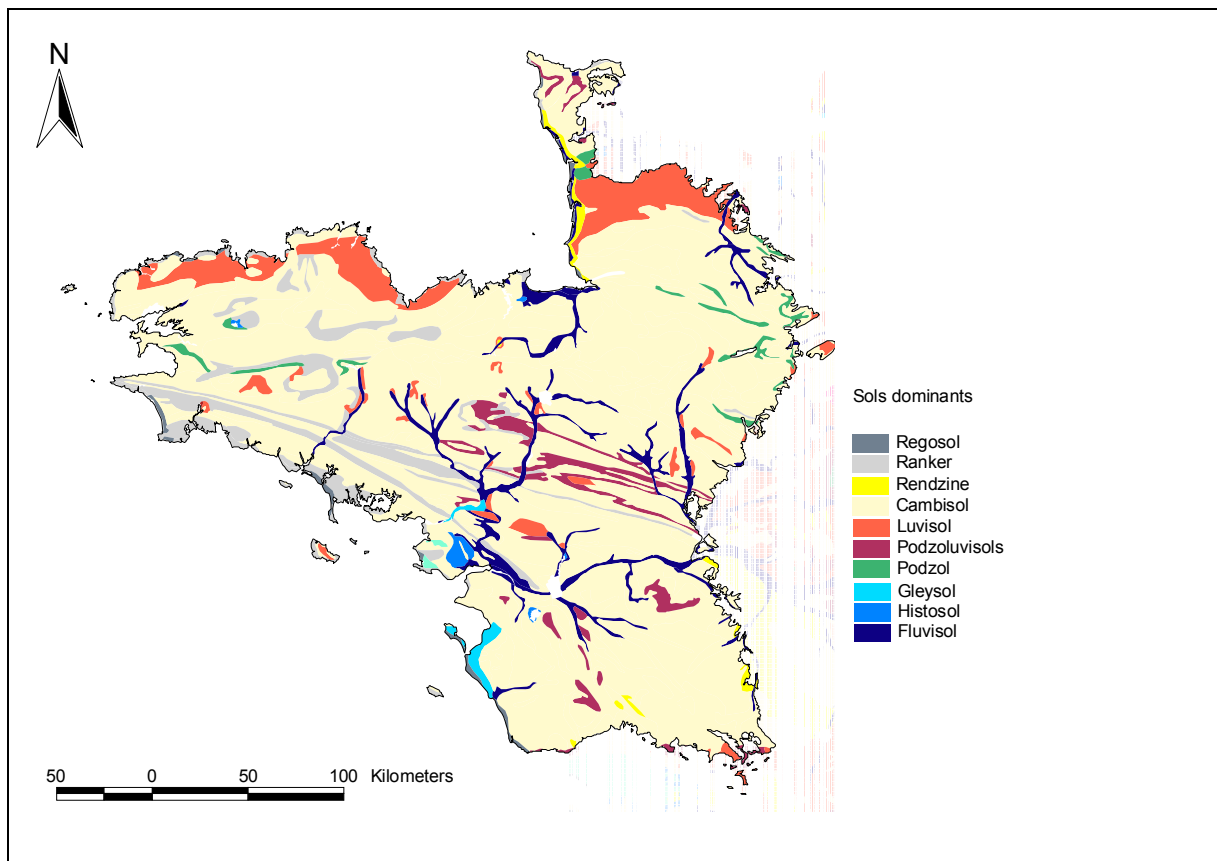 N
Sols dominants
Regosol
Ranker
Rendzine
Cambisol
Luvisol
Podzoluvisols
Podzol
Gleysol
Histosol
Fluvisol
50 0 50 100 Kilometers